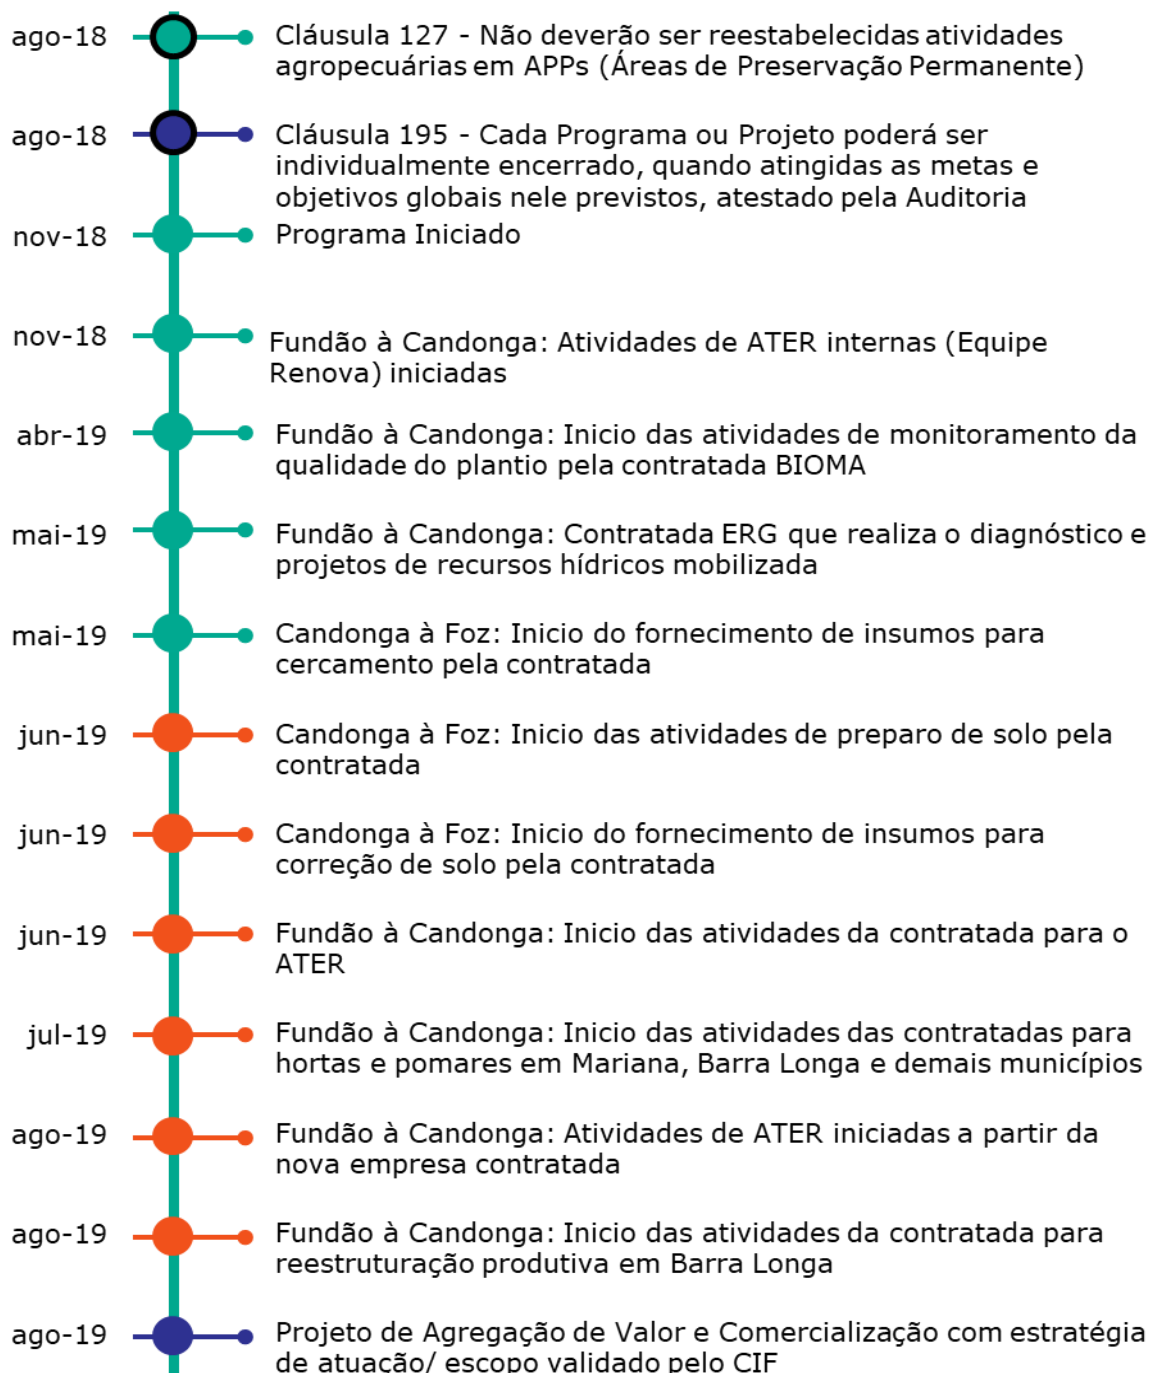 ago-18 Cláusula 127 - Não deverão ser reestabelecidas atividades
agropecuárias em APPs (Áreas de Preservação Permanente)
ago-18 Cláusula 195 - Cada Programa ou Projeto poderá ser
individualmente encerrado, quando atingidas as metas e
objetivos globais nele previstos, atestado pela Auditoria
nov-18 Programa Iniciado
nov-18 Fundão à Candonga: Atividades de ATER internas (Equipe
Renova) iniciadas
abr-19 Fundão à Candonga: Inicio das atividades de monitoramento da
qualidade do plantio pela contratada BIOMA
mai-19 Fundão à Candonga: Contratada ERG que realiza o diagnóstico e
projetos de recursos hídricos mobilizada
mai-19 Candonga à Foz: Inicio do fornecimento de insumos para
cercamento pela contratada
jun-19 Candonga à Foz: Inicio das atividades de preparo de solo pela
contratada
jun-19 Candonga à Foz: Inicio do fornecimento de insumos para
correção de solo pela contratada
jun-19 Fundão à Candonga: Inicio das atividades da contratada para o
ATER
jul-19 Fundão à Candonga: Inicio das atividades das contratadas para
hortas e pomares em Mariana, Barra Longa e demais municípios
ago-19 Fundão à Candonga: Atividades de ATER iniciadas a partir da
nova empresa contratada
ago-19 Fundão à Candonga: Inicio das atividades da contratada para
reestruturação produtiva em Barra Longa
ago-19 Projeto de Agregação de Valor e Comercialização com estratégia
de atuação/ escopo validado pelo CIF